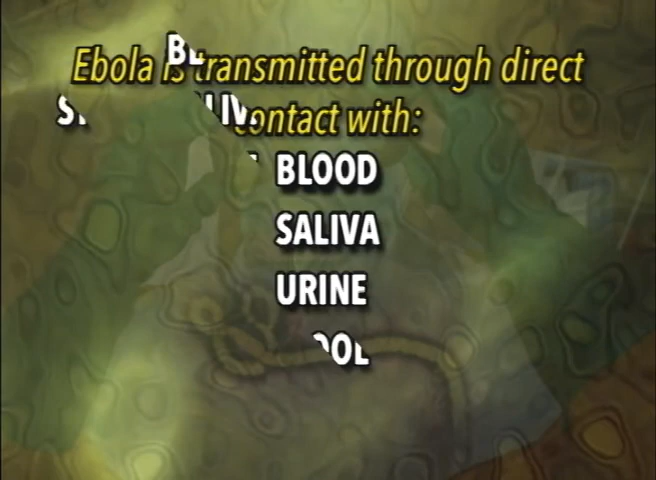 Ebola is transmitted through direct
contact with:
BLOOD
SALIVA
URINE